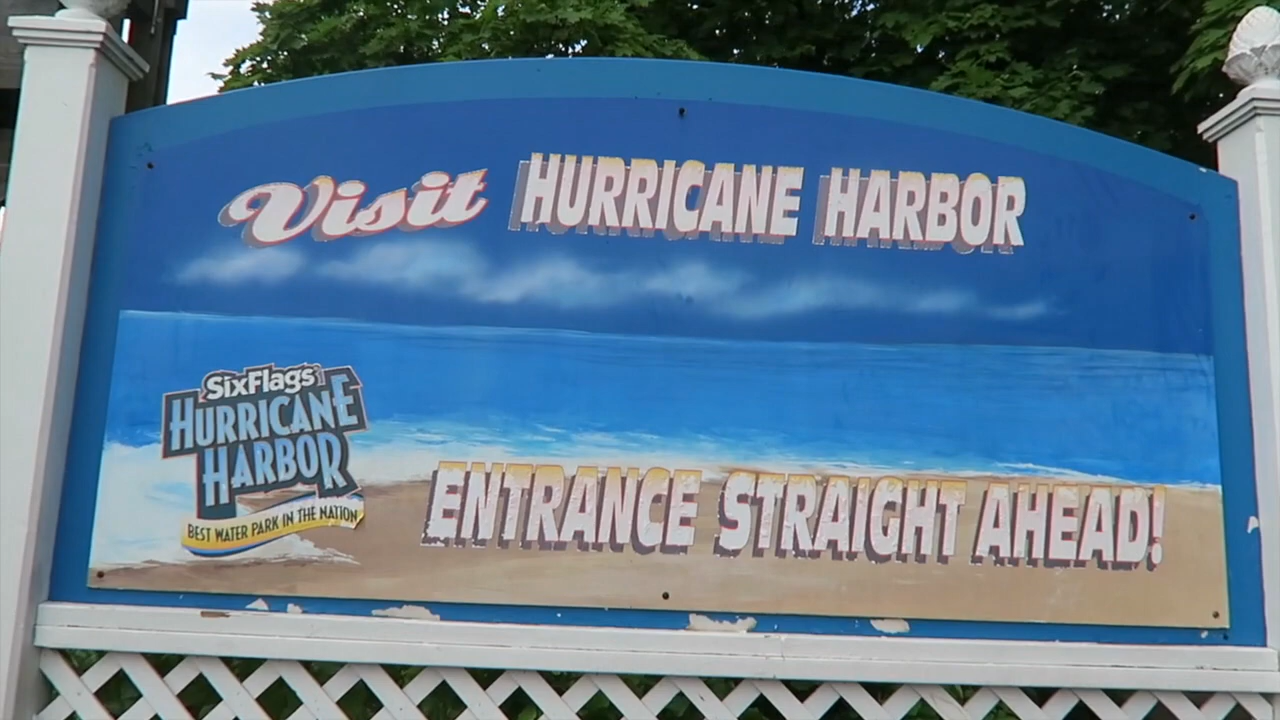 Visit HURRICANE HARBOR
SixFlags
HURRICANE
HARBOR
BEST WATER PARK IN THE NATION
ENTRANCE STRAIGHT AHEAD!